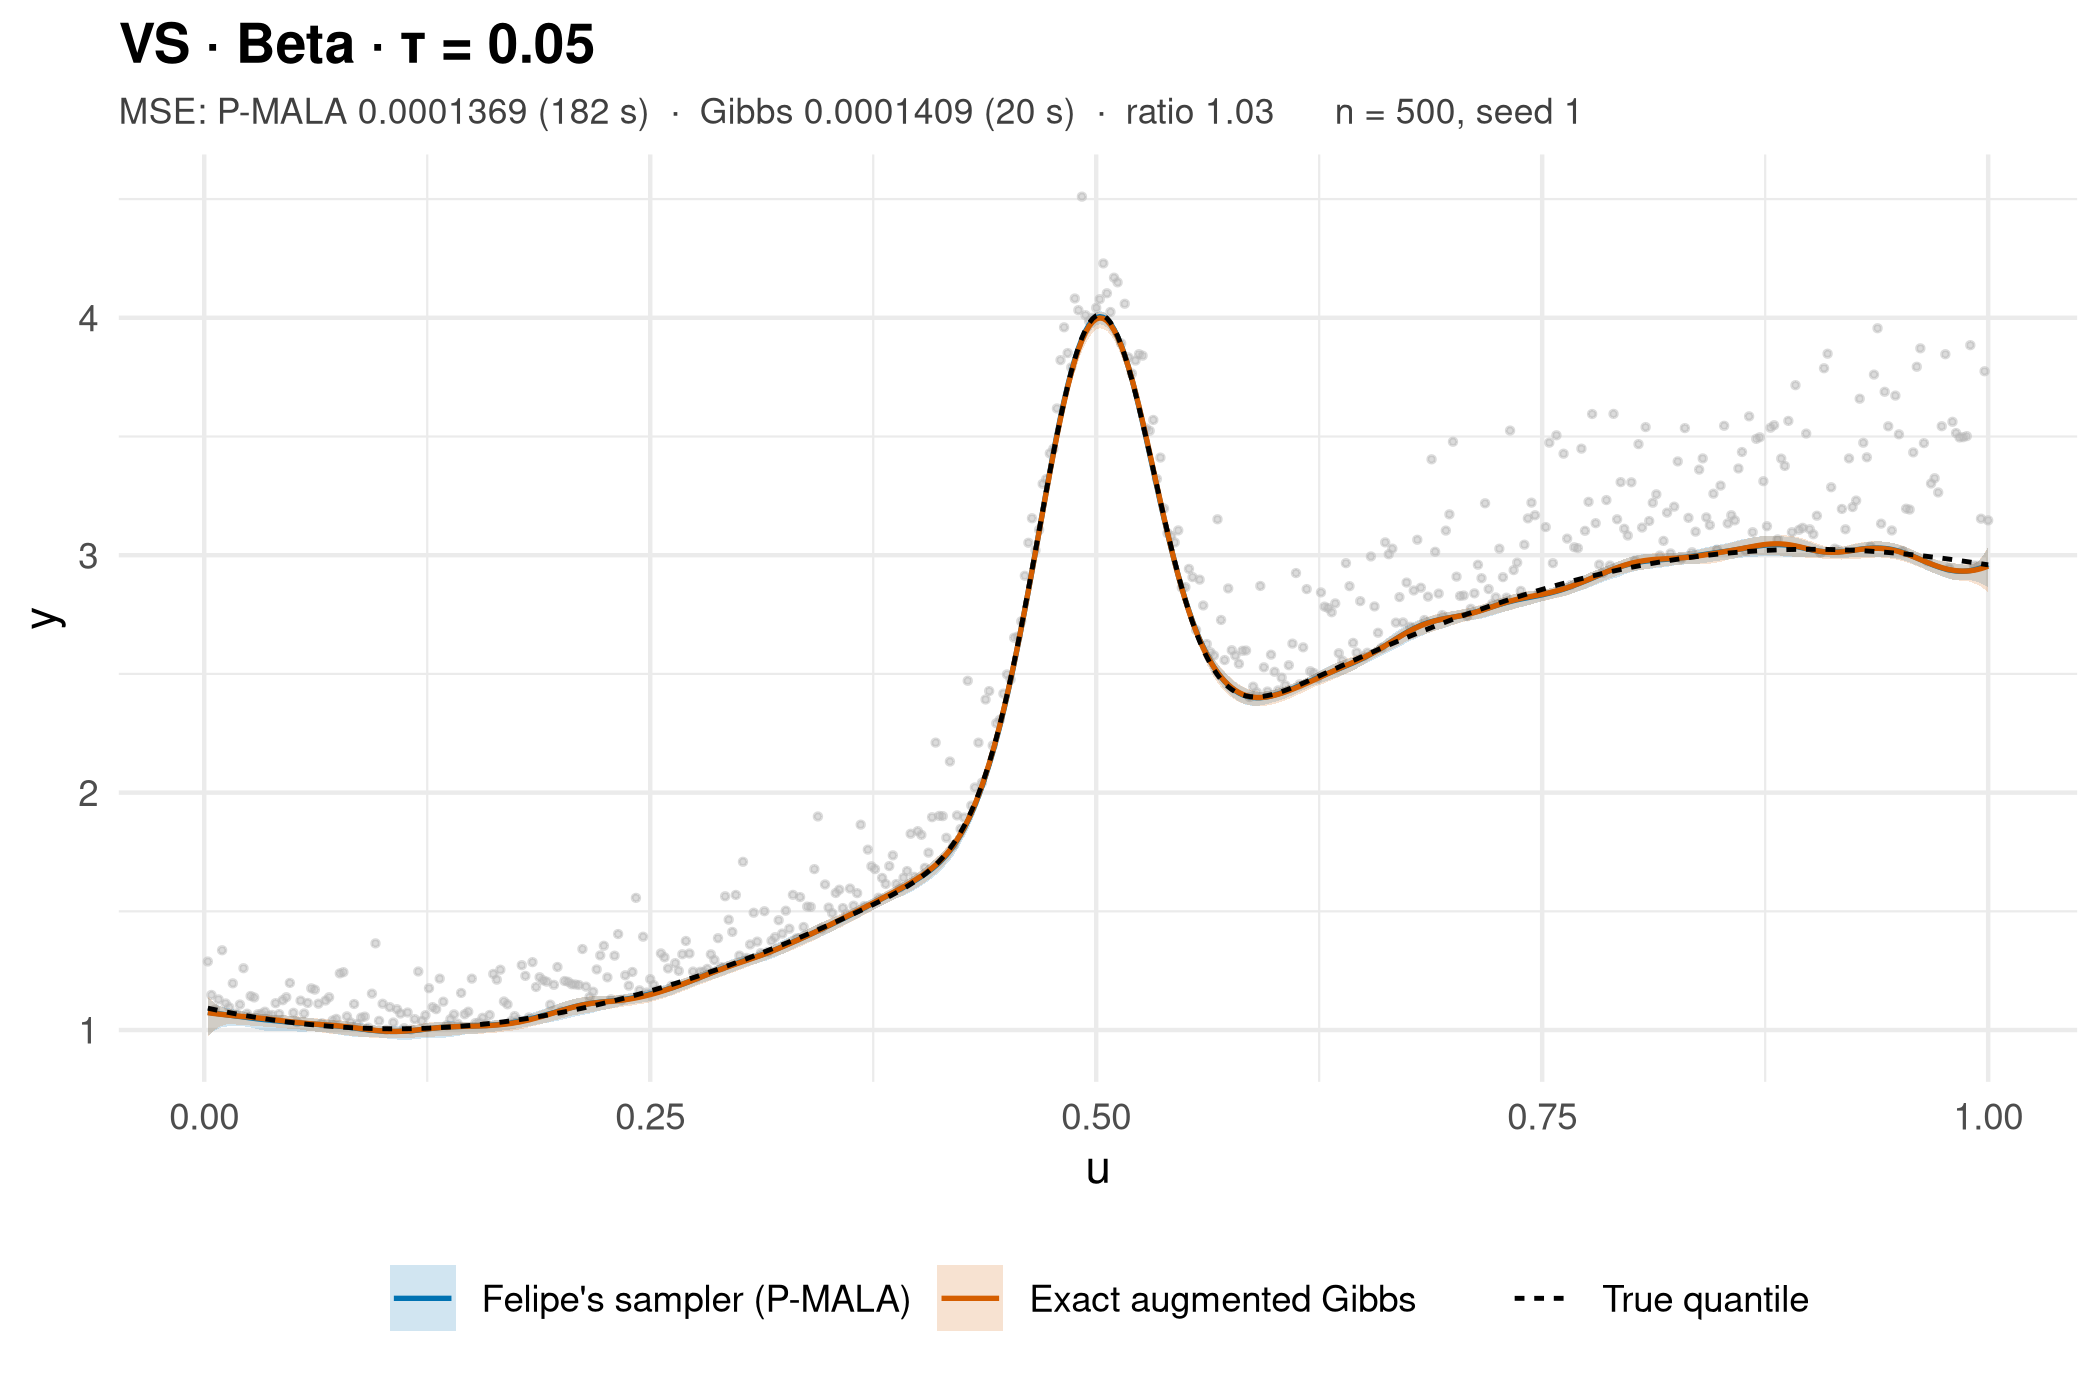 VS · Beta · τ = 0.05
MSE: P-MALA 0.0001369 (182 s) · Gibbs 0.0001409 (20 s) · ratio 1.03 n = 500, seed 1
4
3
2
1
y
0.00 0.25 0.50 0.75 1.00
u
Felipe's sampler (P-MALA) Exact augmented Gibbs True quantile